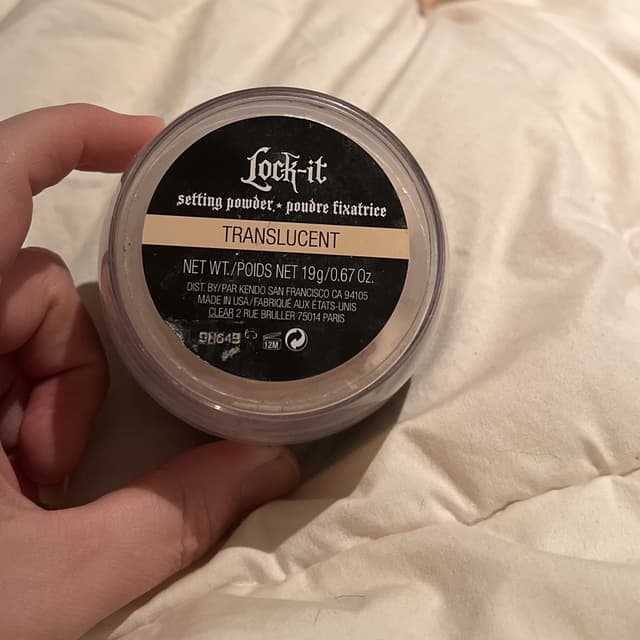 Lock-it
setting powder ★ poudre fixatrice
TRANSLUCENT
NET WT./POIDS NET 19g/0.67 Oz.
DIST. BY/PAR KENDO SAN FRANCISCO CA 94105
MADE IN USA/FABRIQUÉ AUX ÉTATS-UNIS
CLEAR 2 RUE BRULLER 75014 PARIS
12M